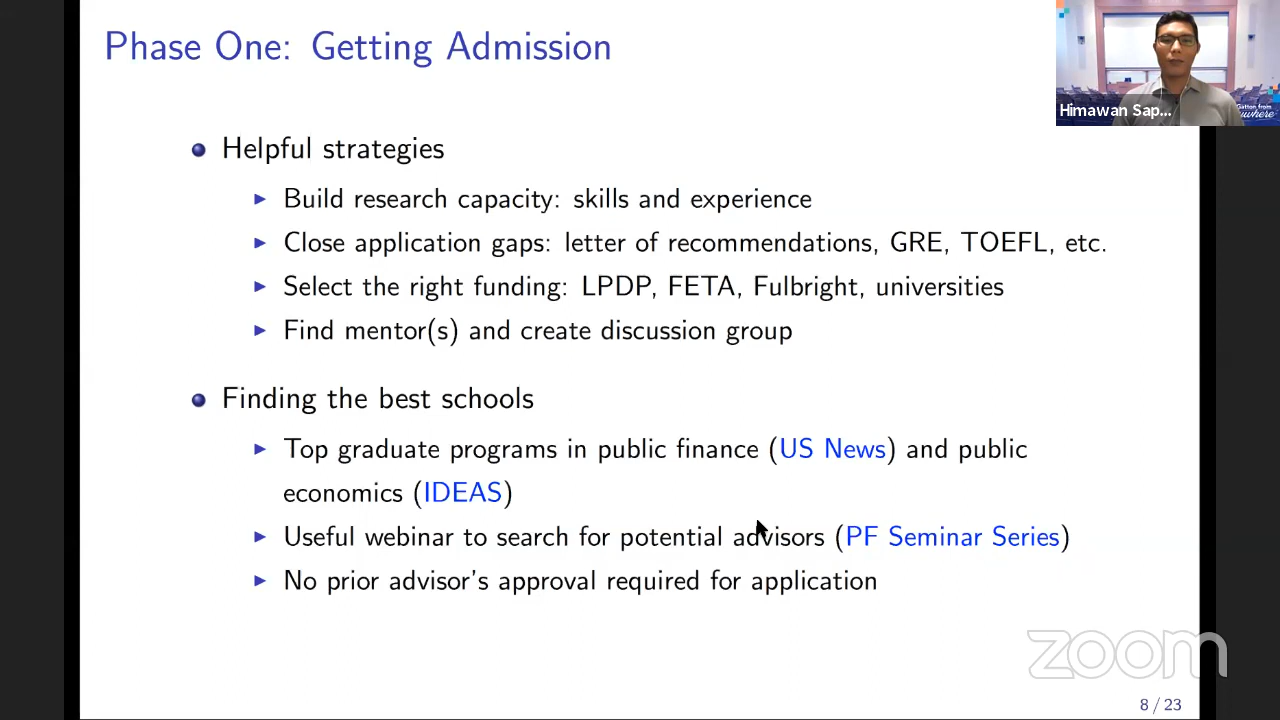 Phase One: Getting Admission
Helpful strategies
Build research capacity: skills and experience
Close application gaps: letter of recommendations, GRE, TOEFL, etc.
Select the right funding: LPDP, FETA, Fulbright, universities
Find mentor(s) and create discussion group
Finding the best schools
Top graduate programs in public finance (US News) and public
economics (IDEAS)
Useful webinar to search for potential advisors (PF Seminar Series)
No prior advisor's approval required for application
8 / 23
Himawan Sap...
Gatton from
zoom